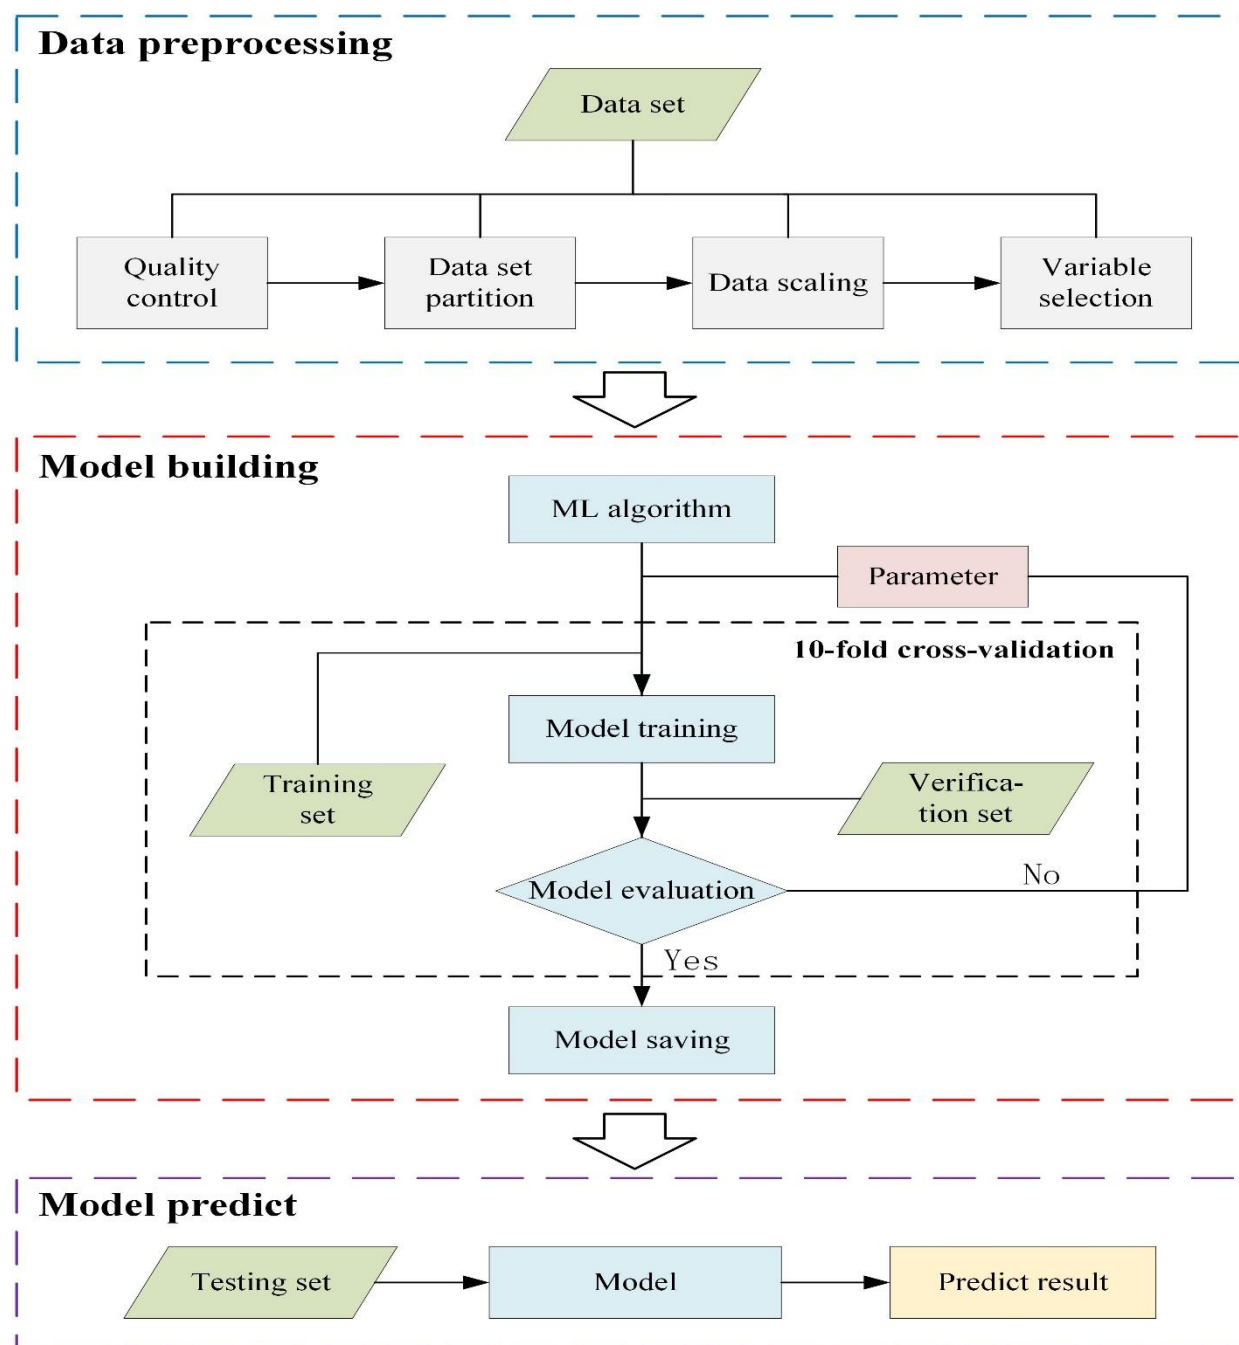 Data preprocessing
Data set
Quality
control
Data set
partition
Data scaling
Variable
selection
Model building
ML algorithm
Parameter
10-fold cross-validation
Model training
Training
set
Verifica-
tion set
Model evaluation
No
Yes
Model saving
Model predict
Testing set
Model
Predict result